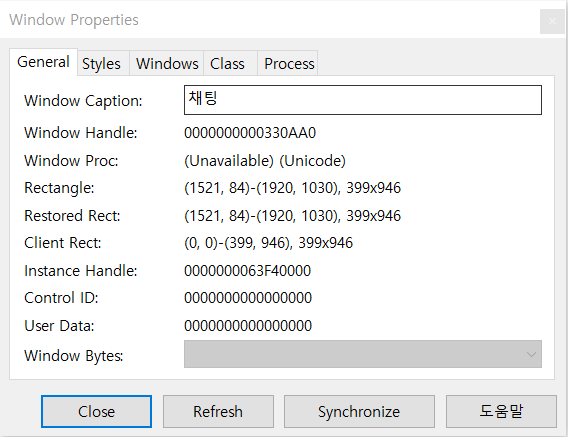 Window Properties
General Styles Windows Class Process
Window Caption: 채팅
Window Handle: 0000000000330AA0
Window Proc: (Unavailable) (Unicode)
Rectangle: (1521, 84)-(1920, 1030), 399x946
Restored Rect: (1521, 84)-(1920, 1030), 399x946
Client Rect: (0, 0)-(399, 946), 399x946
Instance Handle: 0000000063F40000
Control ID: 0000000000000000
User Data: 0000000000000000
Window Bytes:
Close Refresh Synchronize 도움말